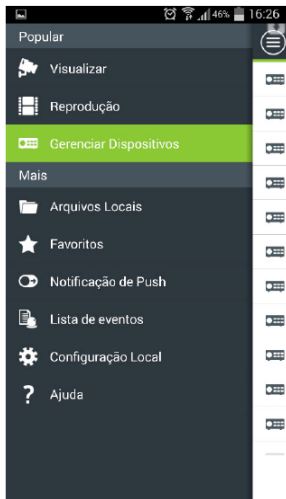 46% 16:26
Popular
Visualizar
Reprodução
Gerenciar Dispositivos
Mais
Arquivos Locais
Favoritos
Notificação de Push
Lista de eventos
Configuração Local
? Ajuda